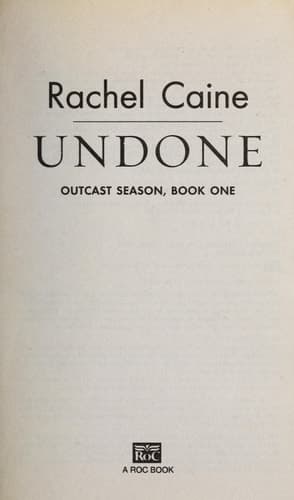 Rachel Caine
UNDONE
OUTCAST SEASON, BOOK ONE
ROC
A ROC BOOK